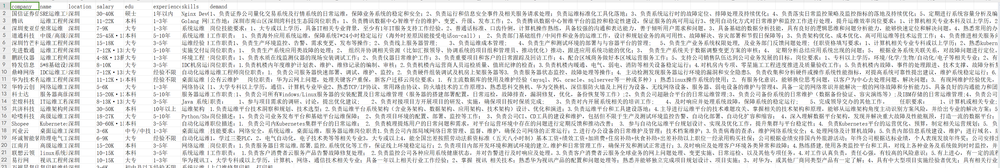 1 company name location salary edu experience skills demand
2 国信证券信 SRE运维工 深圳 30-40K 硕士 1年以内 Nginx Dev 1、负责证券公司量化交易系统及行情系统的日常运维，保障业务系统的稳定和安全；2、负责运行和信息安全事件及相关服务请求处理；负责运维标准化工具化落地；3、负责系统运行时的故障定位、排障处理及持续优化；4、负责落实日常监控策略及监控指标的落地及持续优化；5、定期进行系统容量分析及编
3 腾讯 运维工程师 深圳 11-22K 本科 1-3年 Golang 网 工作地：深圳市南山区深圳湾科技生态园岗位职责：1、负责腾讯数据中心智维平台的维护、变更、升级、发布工作；2、负责腾讯数据中心智维平台的监控和稳定性建设，保证服务的高可用运行3、使用自动化方式对日常维护和监控工作进行处理，提升运维效率岗位要求：1、计算机相关专业本科及以上学历，2
4 深圳麦亚信 坐席运维 深圳 7-9K 大专 1-3年 系统运维 岗位技能要求：1、大专或以上学历，具备IT相关专业背景，至少有1年IT服务支持工作经验。2、普通话标准、口齿伶俐，计算机操作熟练，具备较强的沟通和表达能力，善于倾听用户需求和问题。3、具备基础的数据分析技能，具有良好的逻辑思维和问题分析能力，能够快速定位和解决问题。4、熟悉常用的办
5 道通科技 中级/高级 深圳 25-45K·15 本科 5-10年 系统运维 工作职责： 1、负责海外应用系统运维，保障系统7*24小时稳定运行（海外时差原因能接受电话on-call）； 2、负责部门基础组件/中间件和业务的运维工作，设计和规划业务的高可用性、故障解决、容灾部署和节假日保障等；3、负责架构优化、成本优化、高可用运维等技术运营工作；4、负责推进相关服务问
6 深圳竹芒科 运维工程师 深圳 15-18K 大专 3-5年 运维经验 工作职责1、负责生产环境监控、告警、需求变更、发布等操作; 2、负责线上服务器管理; 3、负责运维成本管理; 4、负责生产和测试环境的部署与与容器平台的管理; 5、负责生产业务系统权限处理, 及业务部门反馈问题处理; 任职资格填写要求：1、计算机相关专业专科或以上学历；2、熟悉kubern
7 先进数通 运维工程师 深圳 7-12K·13薪 大专 5-10年 实施交付运 岗位职责：1、 负责生产系统应用类故障的处理；2、 组织并协调相关资源（比如汇报领导、协调系统的项目组和管理员、推动优化）推动、跟进应用系统功能的优化；3、 负责生产系统关于数据调整变更方案的审核；4、 定期分析总结应用系统出现的问题；5、 根据业务系统关联关系，对故障问题进行定位。
8 鹏跃仪器 运维工程师 深圳 4-8K·13薪 大专 1-3年 环境工程 岗位职责：1、负责水质在线监测仪器的现场安装调试工作；2、负责仪器日常维护工作；3、负责重要项目和客户的日常跟踪及回访工作；4、配合区域商务做好本区域运营服务工作；5、支持公司销售队伍达到公司业务发展的目标。岗位要求：1、专科以上学历，环境/化学/生物/自动化/电子等相关专业；2、有
9 特发信息 5*8基础设 深圳 8-10K 大专 3-5年 IDC机房运 岗位职责：1.负责机楼内年度维护计划表、维护、维修记录的编制、审核；2.负责机楼内运营商人员巡检质量、值班纪律的检查；3.负责机楼内暖通、电气、弱电、消防等相关设备稳定运行；4.对机房内专项、零星施工工程进度推进及质量验收工作；5.负责机楼内故障、事件的处理跟进、技术支撑、故障分析复
10 鼎峰网络 IDC运维工 深圳 7-12K·13薪 大专 经验不限 自动化运维 运维工程师岗位职责：1. 负责公司服务器快速部署、调试、维护、监控；2. 负责硬件组装调试及机房上架服务器等3. 负责服务器状态监控、故障处理等操作；4. 主动检测发现服务器运行环境的漏洞和安全隐患5. 负责收集和分析硬件或操作系统性能指标，对提高系统可靠性提出建议，维护系统稳定运行；6.
11 华为技术有 运维工程师 深圳 11-12K·14 本科 经验不限 桌面运维 公有云维护 岗位职责：华为云网上问题，处理关键客户重保，新客户迁移云岗位要求：1. 有主流数据库的使用及维护经验（mysql、PG、oracle、sqlserver等一种或多种）；熟悉linux操作系统的使用；2. 有服务化意识，能够换位思考问题，以客户为中心去处理问题、解决问题；3. 有现网维护经验优先，
12 华特云创 网络运维工 深圳 5-6K 大专 1-3年 网络协议 1、大学专科以上学历，通信、计算机专业毕业2、熟悉TCP/IP协议、常用路由协议、防火墙技术的工作原理3、熟悉思科交换机、华为交换机、深信服防火墙及上网行为设备、无线网络设备、服务器、弱电设备的维护与管理4、具备一定的网络常识并能解决一般的网络故障和分析能力5、具备良好的沟通能力和团
13 科士达 服务器高级 深圳 15-20K·13 本科 5-10年 服务器运维 工作职责:1、负责公司所有Windows/Linux服务器的安装配置及日常运维管理（服务器的搭建部署配置，日常巡检，故障排查，漏洞修复，优化，备份恢复等工作）;2、负责公司超融合平台的日常运维管理;3、负责公司备份系统的日常维护（数据备份验证、容灾演练等）;及IBM存储的日常运维管理;4、负责公司
14 宏煌科技 IT运维工程 深圳 8-13K·13薪 大专 3-5年 Java 系统 职责： 1、参与项目需求的调研、讨论，提出优化建议; 2、负责对接项目方开展项目的研发、实施，确保项目按时保质完成; 3、负责对内开展系统相关的培训工作; 4、及时响应并处理系统故障，保障系统的稳定运行; 5、完成领导交办的其他工作。 任职要求： 1、计算机或相关专业;
15 共济科技 运维架构师 深圳 30-50K 本科 10年以上 运维架构 1.负责运维平台技术洞察和规划、技术选型；2.负责运维平台系统架构（含业务架构、数据架构、应用架构、技术架构）设计、优化和演进；3.负责运维平台和工具建设落地；4.主导进行运维平台的技术难题攻关、掌握相关的技术架构和原理，能够从运维架构角度主动识别方案风险，并给出专业的解决方案；5
16 哈喽科技 高级运维工 深圳 18-27K 大专 5-10年 Python/She 岗位描述：1、负责公司业务发布平台和基础平台运维保障； 2、负责项目环境的配置、部署、监控等工作； 3、负责公司CI、CD工具的建设和维护，包括但不限于生产及测试环境监控告警、自动化部署、自动化扩容和缩容； 4、深入理解数据平台架构，发现并解决重大故障及性能瓶颈，打造一流的数据平台；
17 Shopee Kubernetes 深圳 30-60K·15 本科 3-5年 自动化运维 职位描述：1. 负责公司内Kubernetes集群平台的日常运维； 2. 负责梳理提炼用户的日常问题和需求，对平台运营环境中存在的问题进行定期反馈和推动改善； 3. 参与自动化运维平台规划设计、实现及优化工作，提升集群与平台稳定性；4. 负责Kubernetes平台的运营优化、预算，制定相关运营规划；5. 负
18 兴业云 桌面运维工 深圳 3-6K 中专/中技 1-3年 桌面运维 技能要求：网络安全，系统运维，桌面运维，服务器运维岗位职责1.负责公司内部局域网络日常管理、监督、维护，确保公司网络的正常运行；2.进行办公设备的日常维护及管理；技术档案维护；3.负责病毒的查杀，维护网络系统安全；4.处理网络及计算机故障；5.负责内部信息系统建设、维护；进行域名、后
19 环诚智能装 助理电气工 深圳 6-9K 大专 经验不限 自动化运维 1，学过三菱PLC，2，电气自动化，电子技术类等等相关专业3，大专或以上4，能全国出差按照劳动法薪资标准（五天八小时制）基本工资+绩效工资+加班费+住房补助+伙食补助+出差补助以上职位一经录用购买社保；公司根据业绩安排国内外旅游活动；年终公司根据达标业绩，个人表现发放年终奖；公司安排出
20 江南月 高级运维工 深圳 15-20K 本科 3-5年 网络运维 岗位职责：1.负责服务器日常运维.部署.监控.系统优化等工作，保证线上环境稳定运行；2.负责项目内部开发环境和测试环境的建立.维护和日常管理工作，确保开发和测试正常进行；3.及时响应及处理客户环境各类异常和故障；4.熟练搭建.使用各类监控平台和工具，对线上各种业务及系统做到时时监控，并
21 联想云领 linux系统 深圳 10-15K 本科 3-5年 系统运维 工作职责： 1.负责客户消费者云服务产品告警故障修复处理； 2.负责监控公司各种应用系统健康状态，并对告警进行及时响应及处理。3.负责客户消费者云服务全球业务的网上问题处理、变更实施、日常巡检、以及其他专项任务。4.对工作认真负责，责任心强，有较高的风险意识；5.有上进心，有一定的流程
22 易行网 视讯工程师 深圳 10-15K 大专 1-3年 华为视讯工 、大学专科或以上学历，计算机、网络、通信技术相关专业；具备一年以上相关行业工作经验；2、掌握 视讯 相关技术；熟悉华为视讯产品的配置和问题处理等；熟悉并能够独立完成项目规划设计、项目实施；3、对华为、或其他厂商同类型产品有一定了解；4、具有中大型项目实施经验者优先；具有相关行业
23 万视星复印 复印机维修 深圳 3-6K 初中及以下 经验不限 系统运维 上门维修复印机、打印机